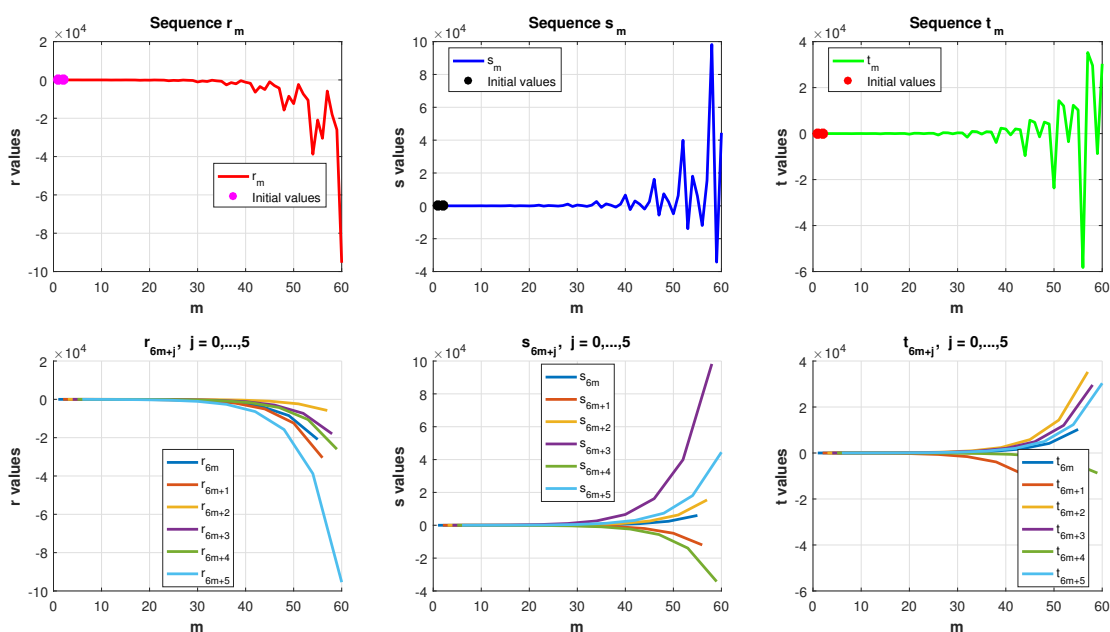 Sequence r_m
×10^4
2
0
-2
-4
-6
-8
-10
r values
r_m
Initial values
0 10 20 30 40 50 60
m
Sequence s_m
×10^4
10
8
6
4
2
0
-2
-4
s values
s_m
Initial values
0 10 20 30 40 50 60
m
Sequence t_m
×10^4
4
2
0
-2
-4
-6
t values
t_m
Initial values
0 10 20 30 40 50 60
m
r_6m+j, j = 0,...,5
×10^4
2
0
-2
-4
-6
-8
-10
r values
r_6m
r_6m+1
r_6m+2
r_6m+3
r_6m+4
r_6m+5
0 10 20 30 40 50 60
m
s_6m+j, j = 0,...,5
×10^4
10
8
6
4
2
0
-2
-4
s values
s_6m
s_6m+1
s_6m+2
s_6m+3
s_6m+4
s_6m+5
0 10 20 30 40 50 60
m
t_6m+j, j = 0,...,5
×10^4
4
2
0
-2
-4
-6
t values
t_6m
t_6m+1
t_6m+2
t_6m+3
t_6m+4
t_6m+5
0 10 20 30 40 50 60
m